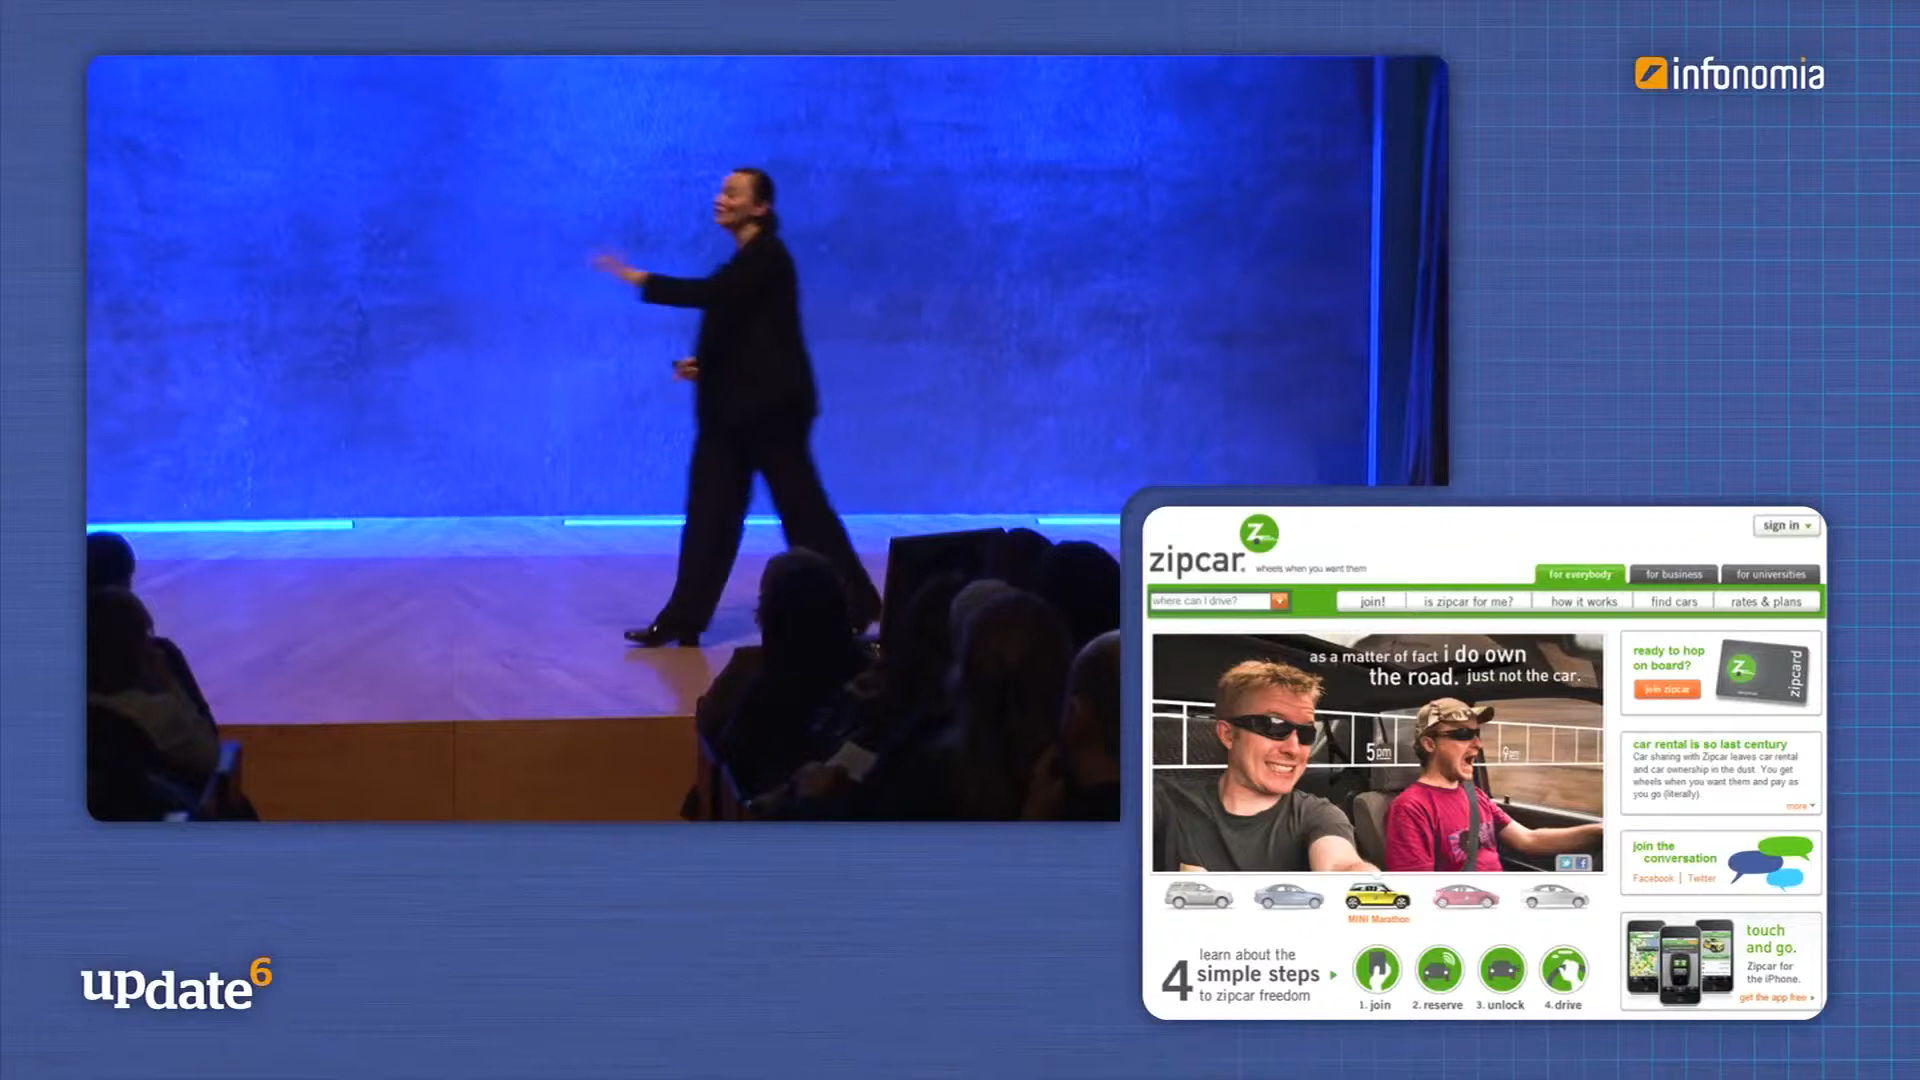 infonomia
zipcar.
wheels when you want them
sign in
for everybody
for business
for universities
where can I drive?
join!
is zipcar for me?
how it works
find cars
rates & plans
as a matter of fact i do own
the road. just not the car.
5pm
9pm
ready to hop
on board?
join zipcar
zipcard
car rental is so last century
Car sharing with Zipcar leaves car rental
and car ownership in the dust. You get
wheels when you want them and pay as
you go (literally).
more
join the
conversation
Facebook | Twitter
MINI Marathon
4
learn about the
simple steps
to zipcar freedom
1. join
2. reserve
3. unlock
4. drive
touch
and go.
Zipcar for
the iPhone.
get the app free
update6